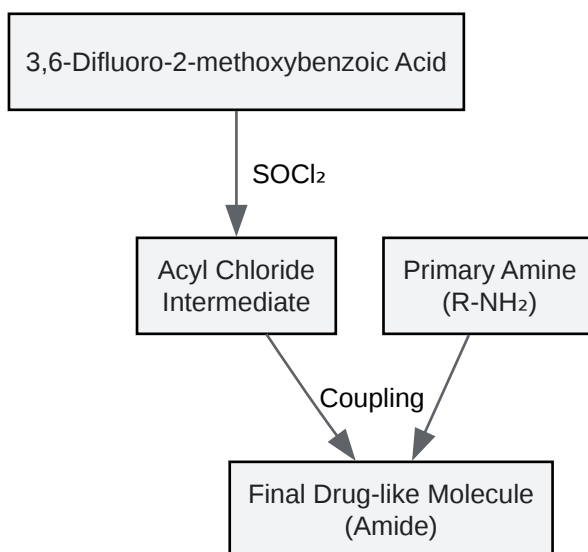 3,6-Difluoro-2-methoxybenzoic Acid
SOCl₂
Acyl Chloride
Intermediate
Primary Amine
(R-NH₂)
Coupling
Final Drug-like Molecule
(Amide)